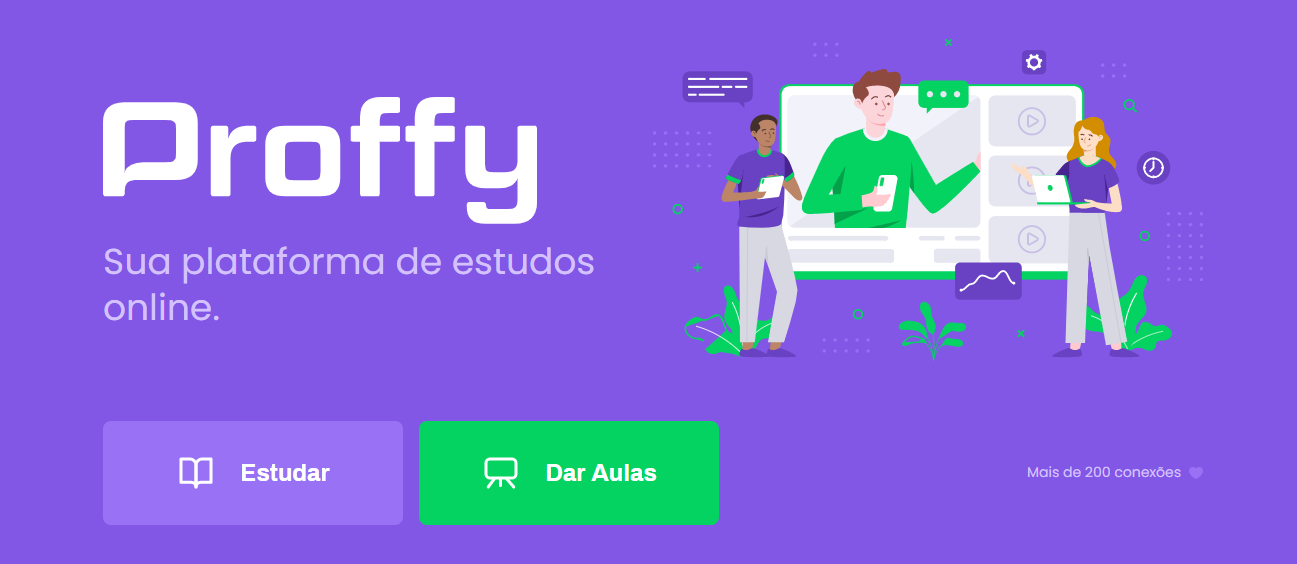 Proffy
Sua plataforma de estudos
online.
Estudar
Dar Aulas
Mais de 200 conexões